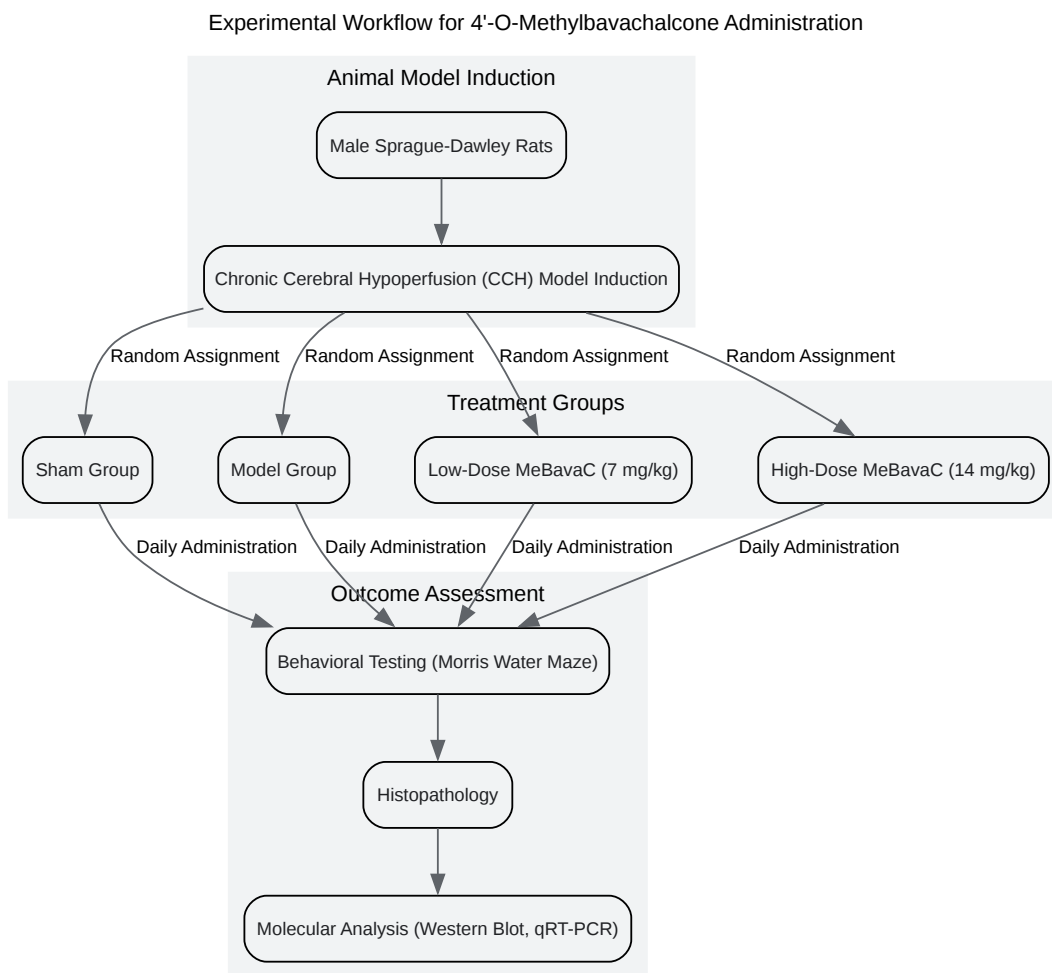 Experimental Workflow for 4'-O-Methylbavachalcone Administration
Animal Model Induction
Male Sprague-Dawley Rats
Chronic Cerebral Hypoperfusion (CCH) Model Induction
Random Assignment
Random Assignment
Random Assignment
Random Assignment
Treatment Groups
Sham Group
Model Group
Low-Dose MeBavaC (7 mg/kg)
High-Dose MeBavaC (14 mg/kg)
Daily Administration
Daily Administration
Daily Administration
Daily Administration
Outcome Assessment
Behavioral Testing (Morris Water Maze)
Histopathology
Molecular Analysis (Western Blot, qRT-PCR)